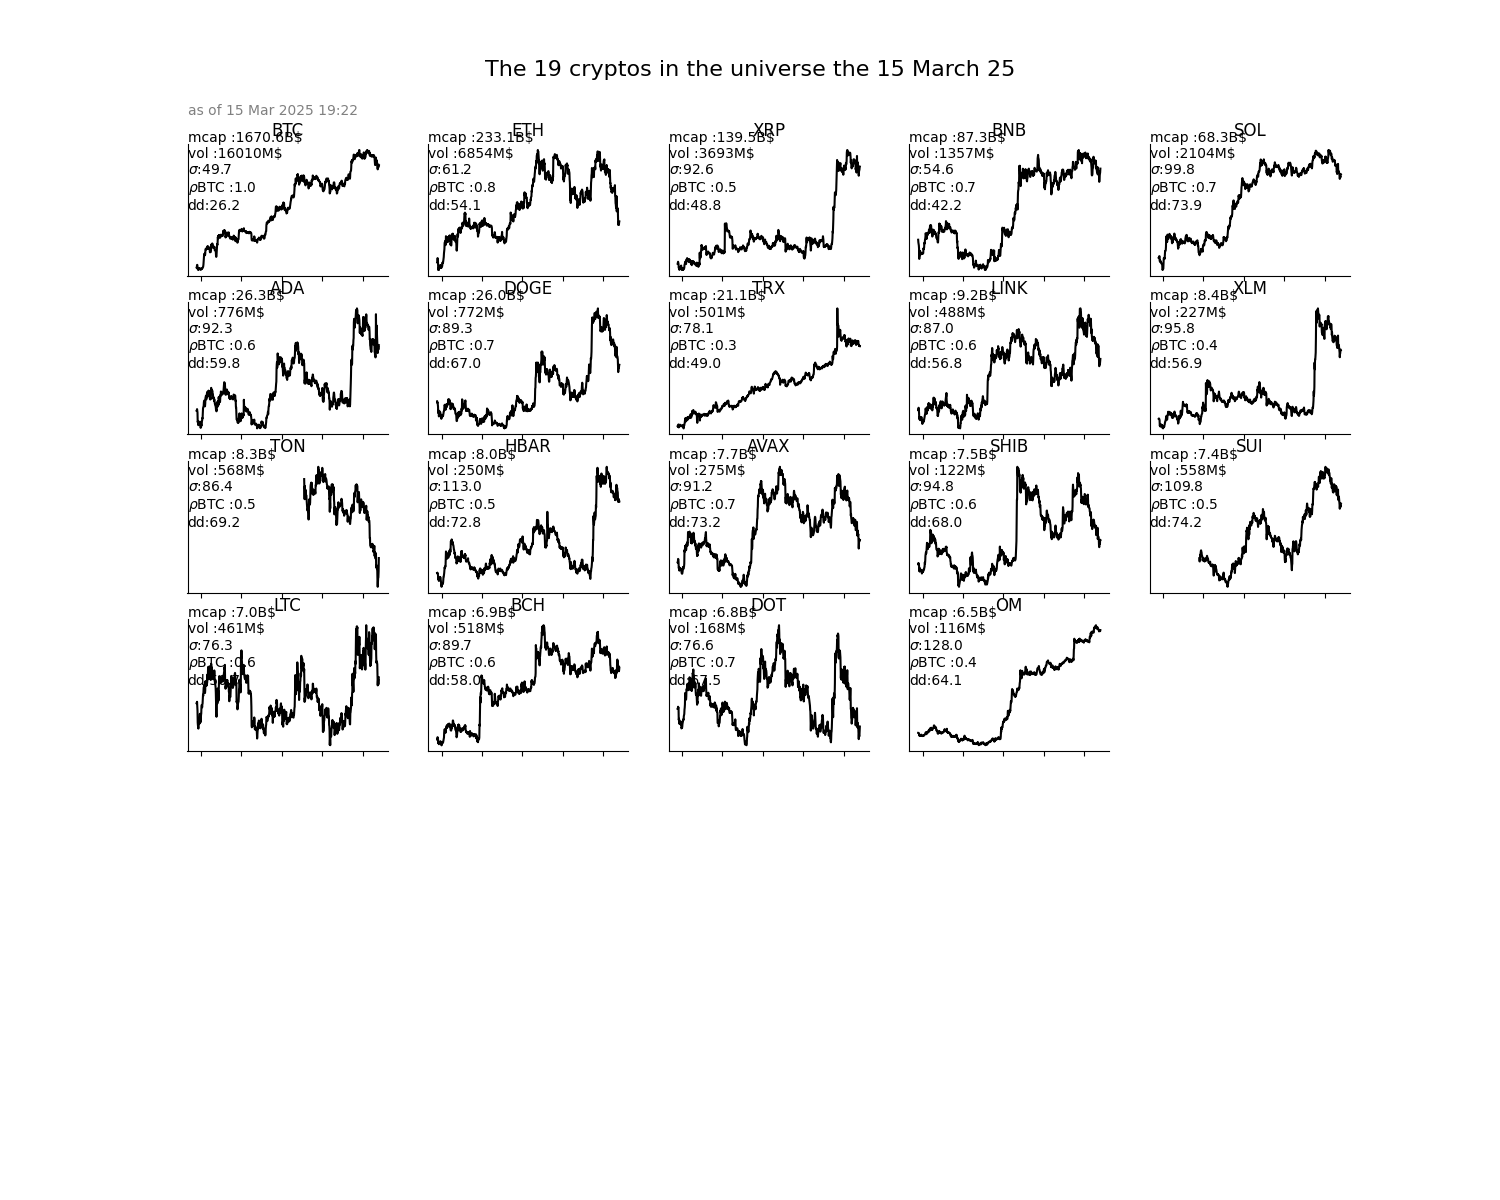 The 19 cryptos in the universe the 15 March 25
as of 15 Mar 2025 19:22
BTC
mcap :1670.6B$
vol :16010M$
σ:49.7
ρBTC :1.0
dd:26.2
ETH
mcap :233.1B$
vol :6854M$
σ:61.2
ρBTC :0.8
dd:54.1
XRP
mcap :139.5B$
vol :3693M$
σ:92.6
ρBTC :0.5
dd:48.8
BNB
mcap :87.3B$
vol :1357M$
σ:54.6
ρBTC :0.7
dd:42.2
SOL
mcap :68.3B$
vol :2104M$
σ:99.8
ρBTC :0.7
dd:73.9
ADA
mcap :26.3B$
vol :776M$
σ:92.3
ρBTC :0.6
dd:59.8
DOGE
mcap :26.0B$
vol :772M$
σ:89.3
ρBTC :0.7
dd:67.0
TRX
mcap :21.1B$
vol :501M$
σ:78.1
ρBTC :0.3
dd:49.0
LINK
mcap :9.2B$
vol :488M$
σ:87.0
ρBTC :0.6
dd:56.8
XLM
mcap :8.4B$
vol :227M$
σ:95.8
ρBTC :0.4
dd:56.9
TON
mcap :8.3B$
vol :568M$
σ:86.4
ρBTC :0.5
dd:69.2
HBAR
mcap :8.0B$
vol :250M$
σ:113.0
ρBTC :0.5
dd:72.8
AVAX
mcap :7.7B$
vol :275M$
σ:91.2
ρBTC :0.7
dd:73.2
SHIB
mcap :7.5B$
vol :122M$
σ:94.8
ρBTC :0.6
dd:68.0
SUI
mcap :7.4B$
vol :558M$
σ:109.8
ρBTC :0.5
dd:74.2
LTC
mcap :7.0B$
vol :461M$
σ:76.3
ρBTC :0.6
BCH
mcap :6.9B$
vol :518M$
σ:89.7
ρBTC :0.6
dd:58.0
DOT
mcap :6.8B$
vol :168M$
σ:76.6
ρBTC :0.7
dd:67.5
OM
mcap :6.5B$
vol :116M$
σ:128.0
ρBTC :0.4
dd:64.1